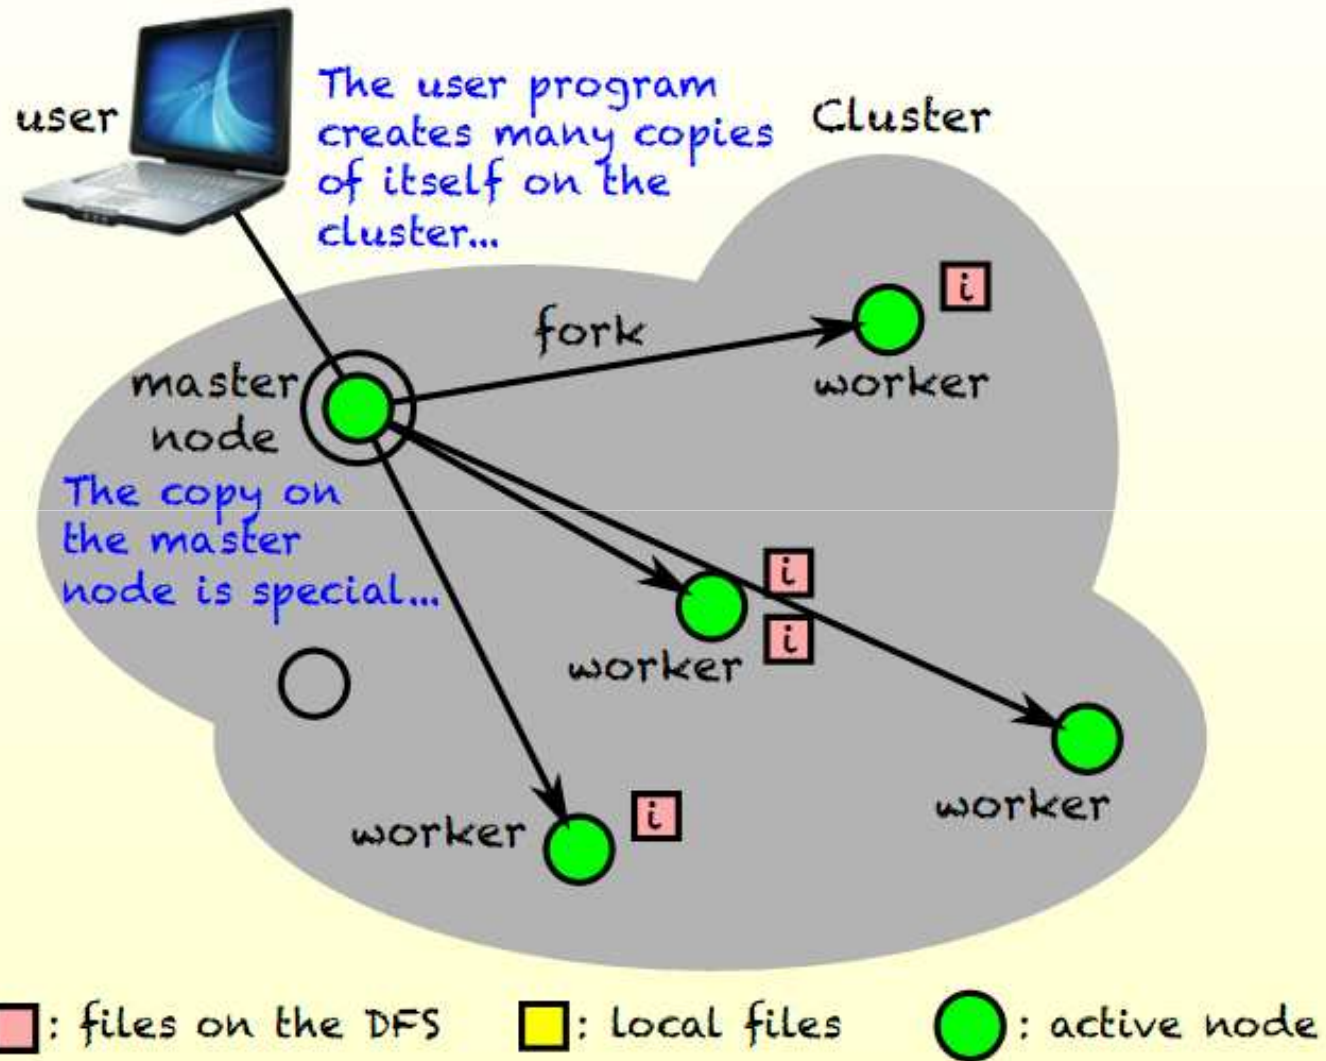 user
The user program
creates many copies
of itself on the
cluster...
Cluster
i
fork
worker
master
node
The copy on
the master
node is special...
i
i
worker
i
worker
worker
: files on the DFS
: local files
: active node